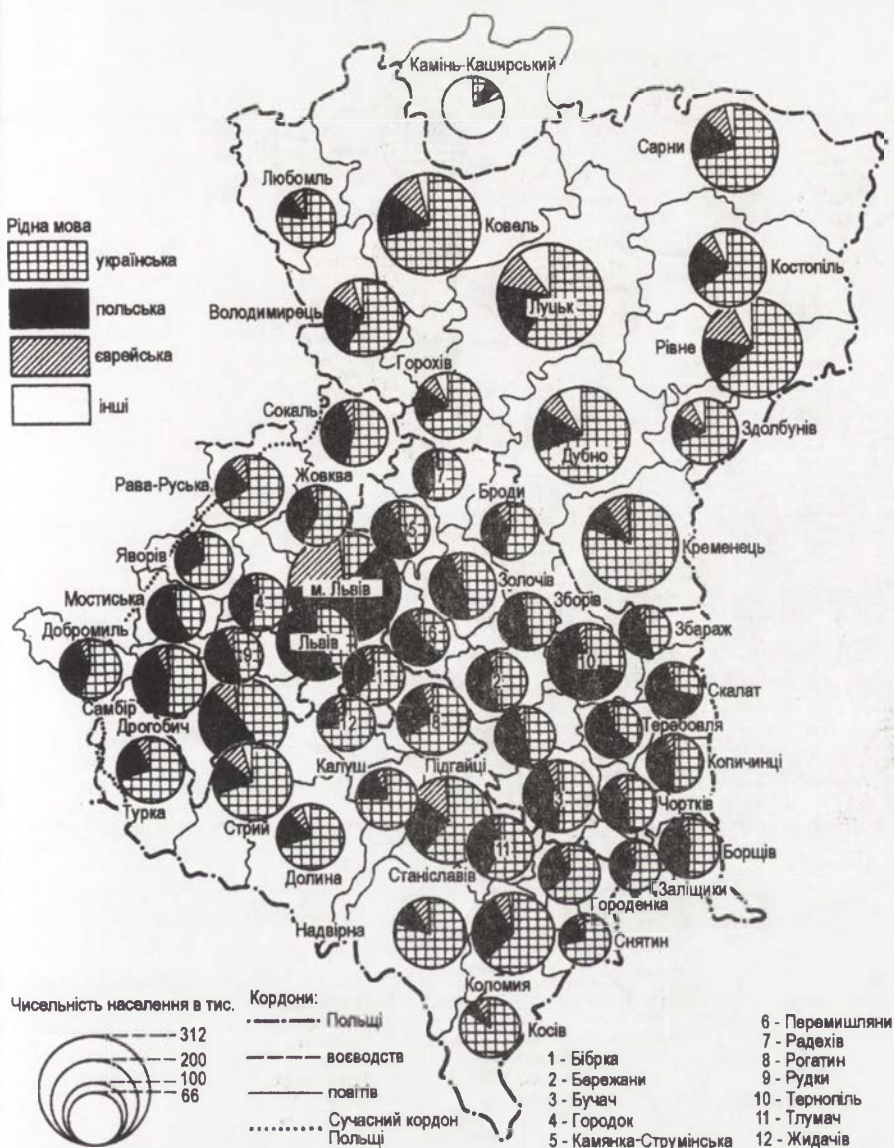 Камінь-Каширський
Сарни
Любомль
Рідна мова
українська
польська
єврейська
інші
Ковель
Костопіль
Володимирець
Луцьк
Рівне
Горохів
Сокаль
Здолбунів
Дубно
Рава-Руська
Жовква
7
Броди
5
Кременець
Яворів
м. Львів
Золочів
Мостиська
4
Зборів
Збараж
Добромиль
Львів
6
9
10
1
2
Скалат
Самбір
Дрогобич
12
8
Теребовля
Калуш
Підгайці
Копичинці
Турка
3
Чортків
Стрий
Борщів
11
Долина
Станіславів
Заліщики
Городенка
Надвірна
Снятин
Коломия
Косів
Чисельність населення в тис.
312
200
100
66
Кордони:
Польщі
воєводств
повітів
Сучасний кордон
Польщі
1 - Бібрка
2 - Бережани
3 - Бучач
4 - Городок
5 - Камянка-Струмінська
6 - Перемишляни
7 - Радехів
8 - Рогатин
9 - Рудки
10 - Тернопіль
11 - Тлумач
12 - Жидачів